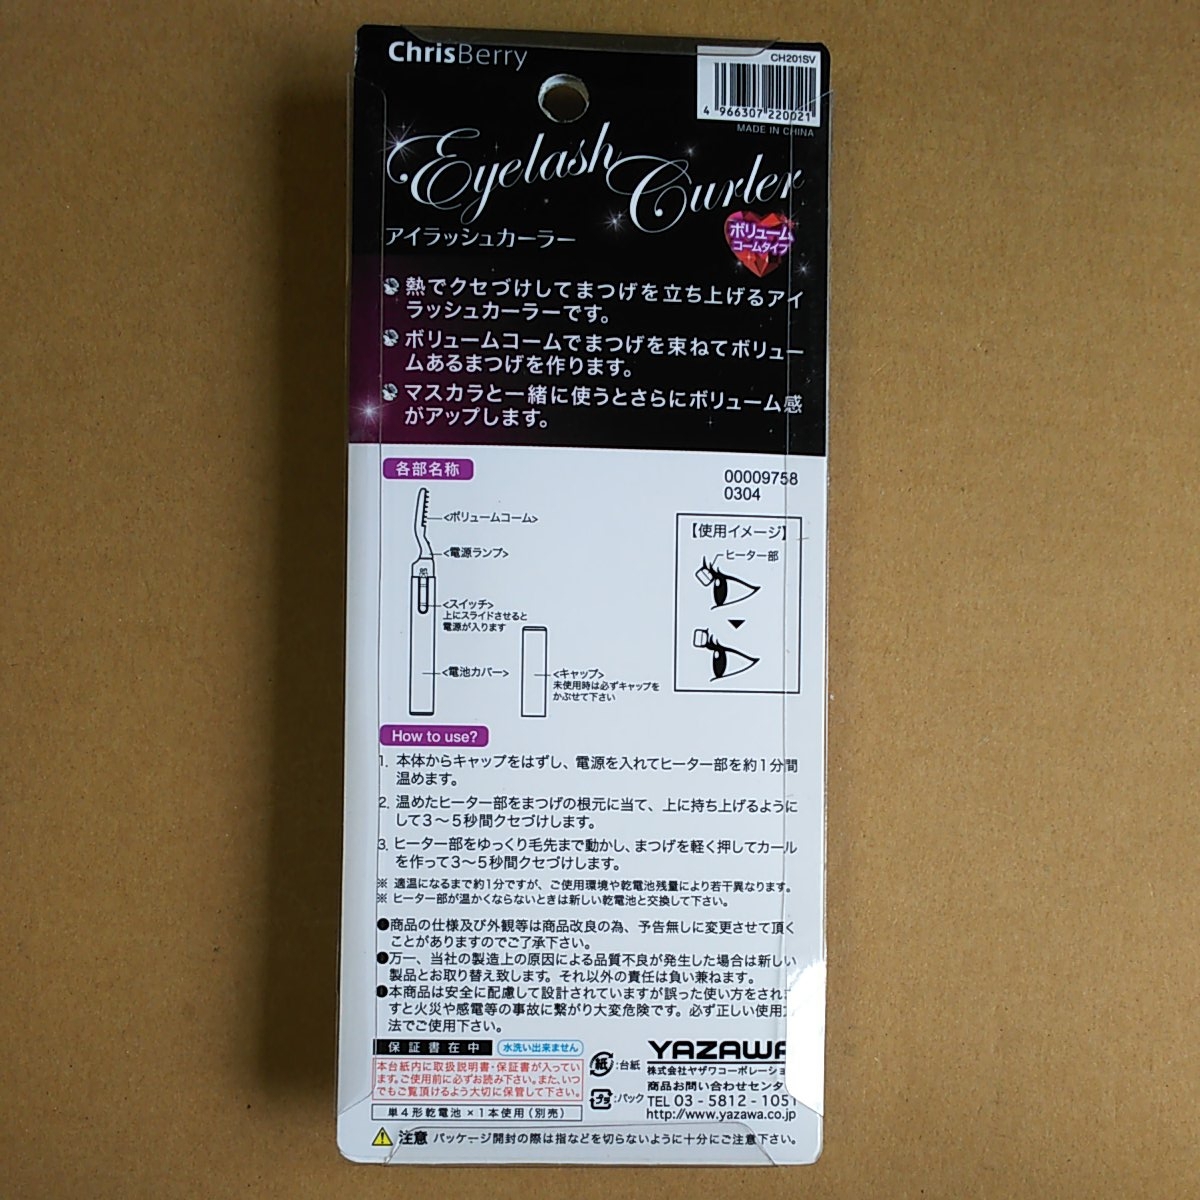 ChrisBerry
CH201SV
4 966307 220021
MADE IN CHINA
Eyelash Curler
アイラッシュカーラー
ボリューム
コームタイプ
熱でクセづけしてまつげを立ち上げるアイ
ラッシュカーラーです。
ボリュームコームでまつげを束ねてボリュー
ムあるまつげを作ります。
マスカラと一緒に使うとさらにボリューム感
がアップします。
各部名称
00009758
0304
<ボリュームコーム>
<電源ランプ>
<スイッチ>
上にスライドさせると
電源が入ります
<電池カバー>
<キャップ>
未使用時は必ずキャップを
かぶせて下さい
【使用イメージ】
ヒーター部
How to use?
1. 本体からキャップをはずし、電源を入れてヒーター部を約1分間
温めます。
2. 温めたヒーター部をまつげの根元に当て、上に持ち上げるように
して3〜5秒間クセづけします。
3. ヒーター部をゆっくり毛先まで動かし、まつげを軽く押してカール
を作って3〜5秒間クセづけします。
※ 適温になるまで約1分ですが、ご使用環境や乾電池残量により若干異なります。
※ ヒーター部が温かくならないときは新しい乾電池と交換して下さい。
●商品の仕様及び外観等は商品改良の為、予告無しに変更させて頂く
ことがありますのでご了承下さい。
●万一、当社の製造上の原因による品質不良が発生した場合は新しい
製品とお取り替え致します。それ以外の責任は負い兼ねます。
●本商品は安全に配慮して設計されていますが誤った使い方をされま
すと火災や感電等の事故に繋がり大変危険です。必ず正しい使用方
法でご使用下さい。
保証書在中
水洗い出来ません
本台紙内に取扱説明書・保証書が入ってい
ます。ご使用前に必ずお読み下さい。また、いつ
でもご覧頂けるよう大切に保管して下さい。
単4形乾電池×1本使用(別売)
紙:台紙
プラ:パック
YAZAWA
株式会社ヤザワコーポレーション
商品お問い合わせセンター
TEL 03-5812-1051
http://www.yazawa.co.jp
注意 パッケージ開封の際は指などを切らないように十分にご注意下さい。